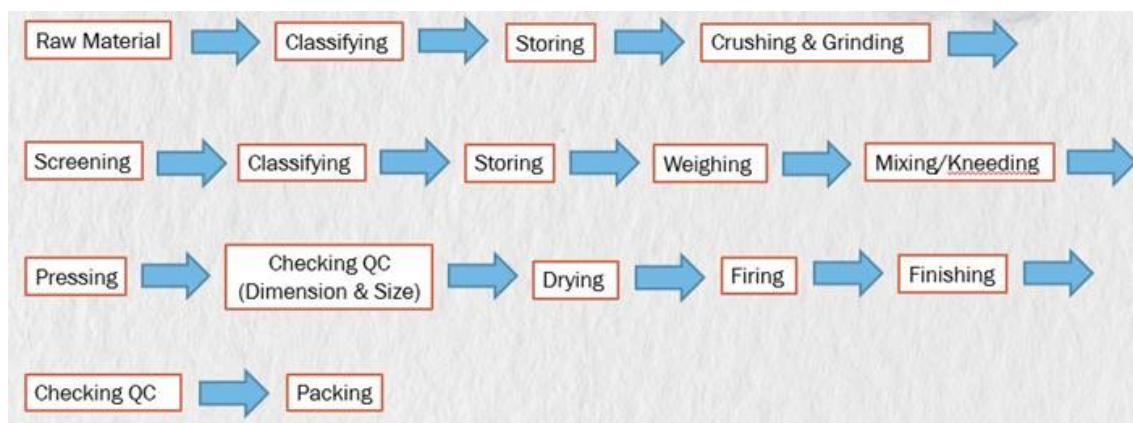 Raw Material
Classifying
Storing
Crushing & Grinding
Screening
Classifying
Storing
Weighing
Mixing/Kneeding
Pressing
Checking QC
(Dimension & Size)
Drying
Firing
Finishing
Checking QC
Packing